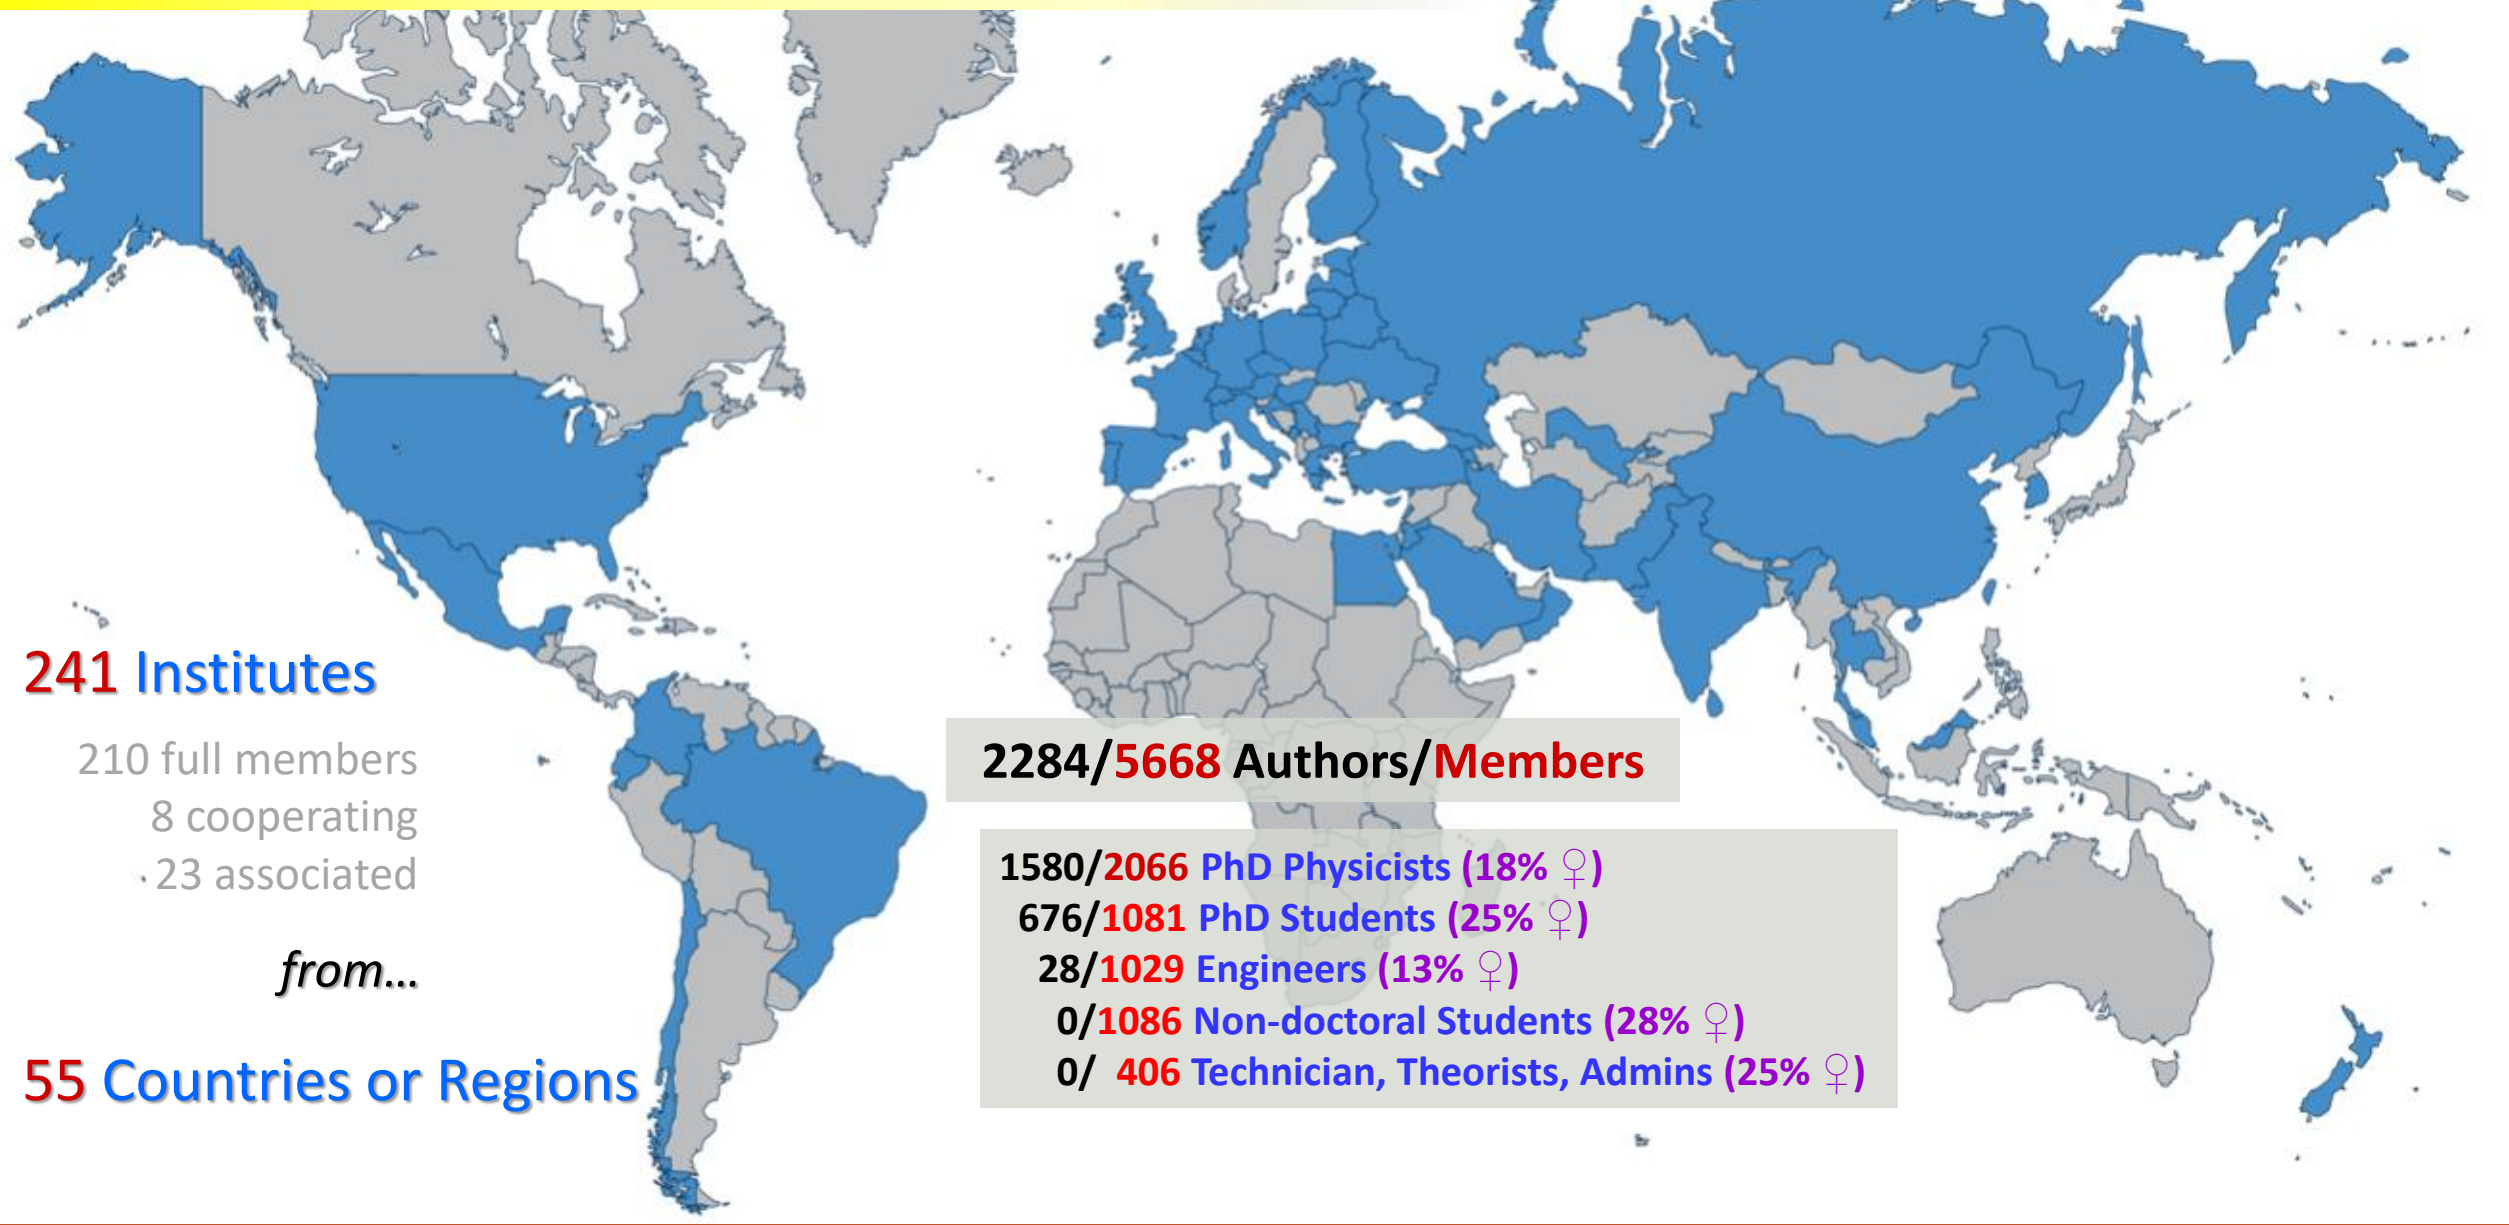 241 Institutes
210 full members
8 cooperating
23 associated
from...
55 Countries or Regions
2284/5668 Authors/Members
1580/2066 PhD Physicists (18% ♀)
676/1081 PhD Students (25% ♀)
28/1029 Engineers (13% ♀)
0/1086 Non-doctoral Students (28% ♀)
0/ 406 Technician, Theorists, Admins (25% ♀)